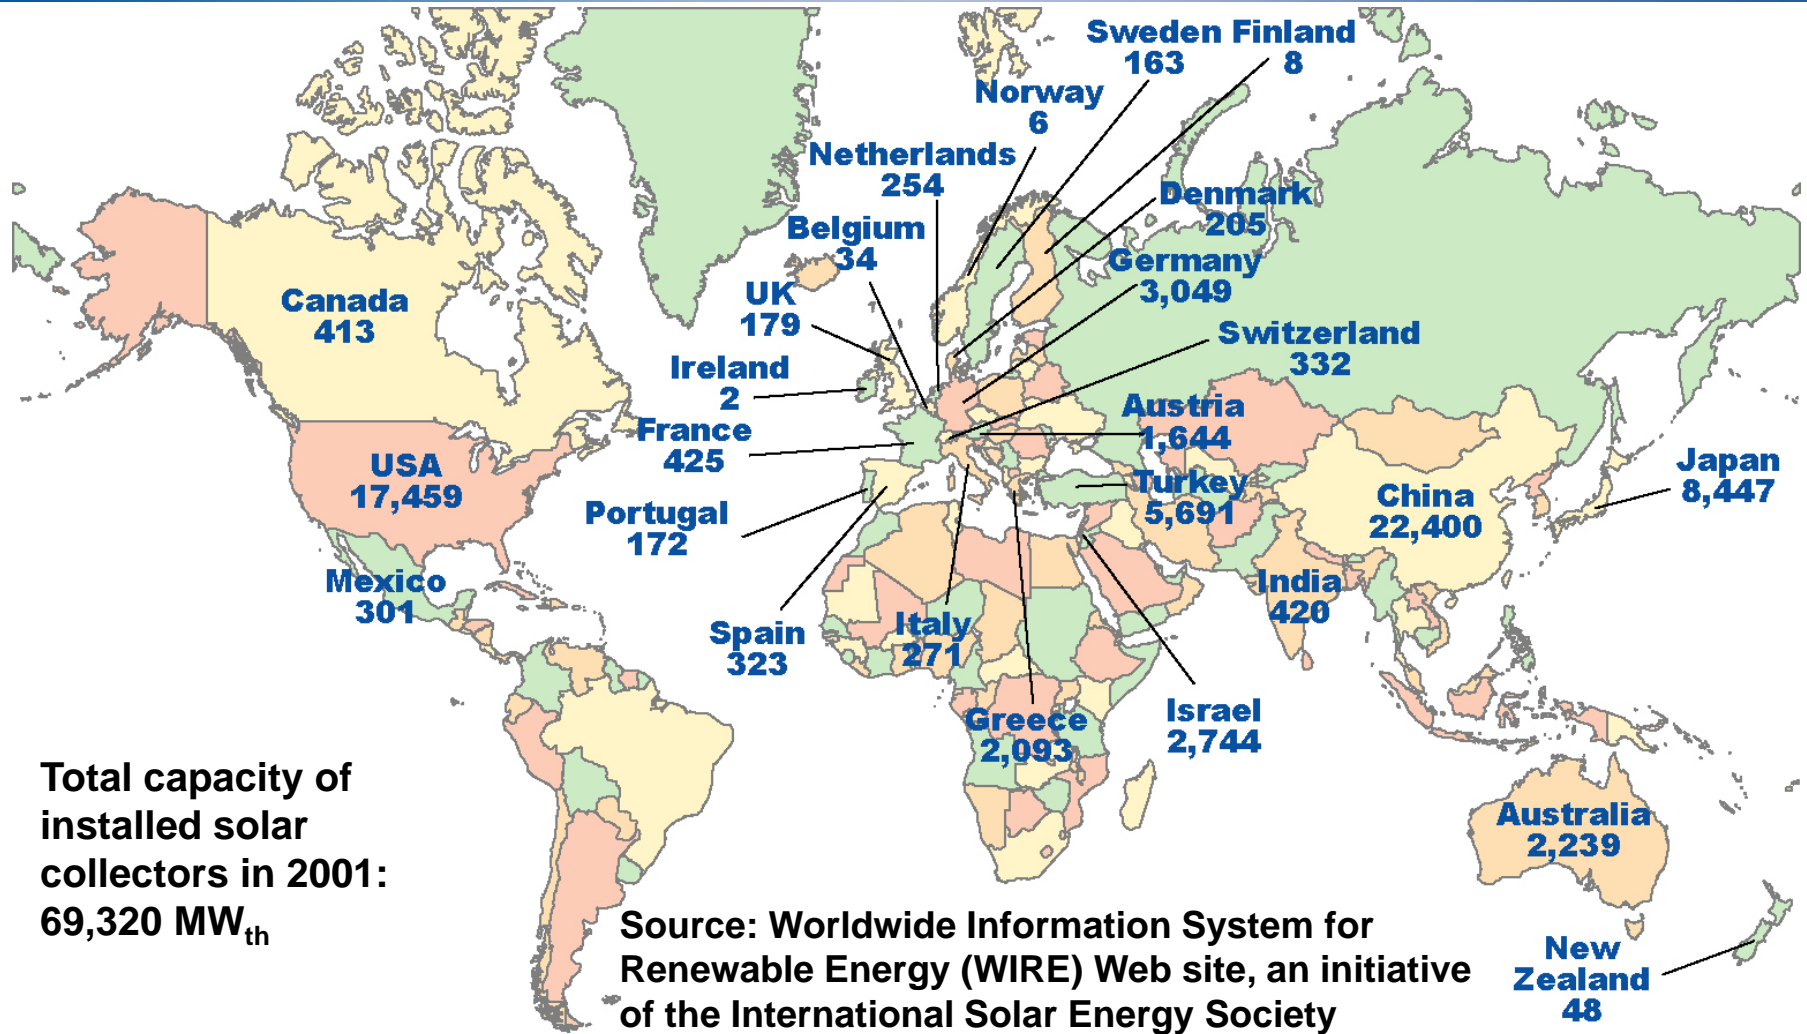 Sweden Finland
163 8
Norway
6
Netherlands
254
Denmark
205
Belgium
34
Germany
3,049
UK
179
Canada
413
Switzerland
332
Ireland
2
Austria
1,644
France
425
USA
17,459
Japan
8,447
Turkey
5,691
China
22,400
Portugal
172
Mexico
301
India
420
Spain
323
Italy
271
Israel
2,744
Greece
2,093
Total capacity of
installed solar
collectors in 2001:
69,320 MWth
Australia
2,239
Source: Worldwide Information System for
Renewable Energy (WIRE) Web site, an initiative
of the International Solar Energy Society
New
Zealand
48